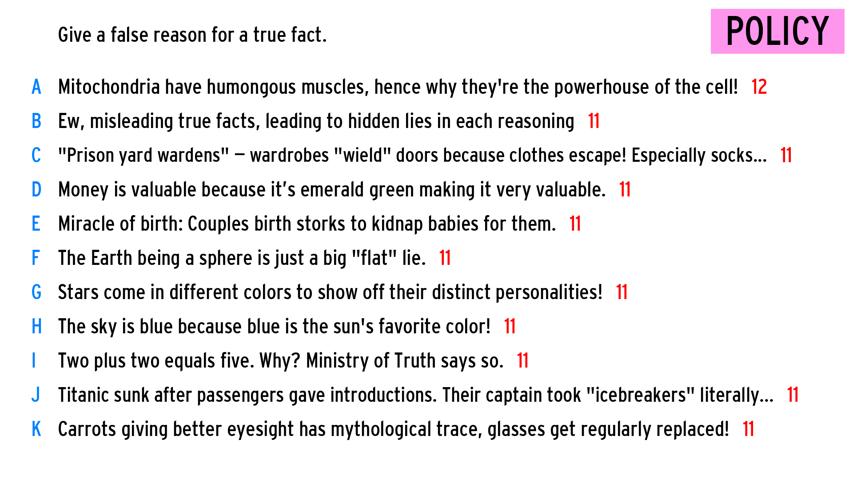 Give a false reason for a true fact.
POLICY
A Mitochondria have humongous muscles, hence why they're the powerhouse of the cell! 12
B Ew, misleading true facts, leading to hidden lies in each reasoning 11
C "Prison yard wardens" – wardrobes "wield" doors because clothes escape! Especially socks... 11
D Money is valuable because it’s emerald green making it very valuable. 11
E Miracle of birth: Couples birth storks to kidnap babies for them. 11
F The Earth being a sphere is just a big "flat" lie. 11
G Stars come in different colors to show off their distinct personalities! 11
H The sky is blue because blue is the sun's favorite color! 11
I Two plus two equals five. Why? Ministry of Truth says so. 11
J Titanic sunk after passengers gave introductions. Their captain took "icebreakers" literally... 11
K Carrots giving better eyesight has mythological trace, glasses get regularly replaced! 11